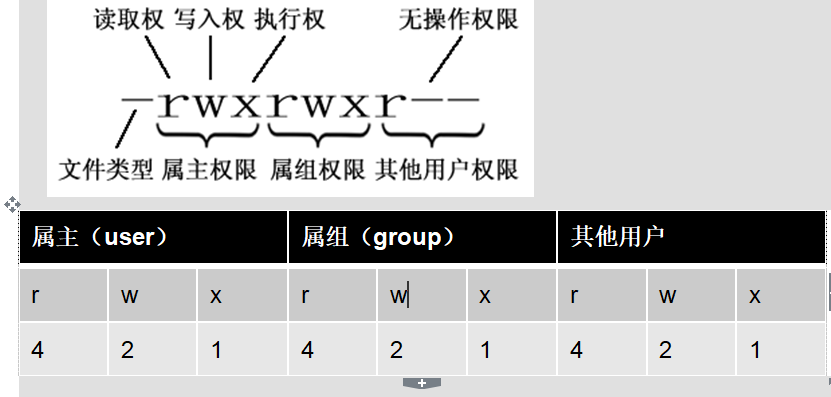 读取权 写入权 执行权 无操作权限
-rwxrwxr--
文件类型 属主权限 属组权限 其他用户权限
属主（user） 属组（group） 其他用户
r w x r w x r w x
4 2 1 4 2 1 4 2 1